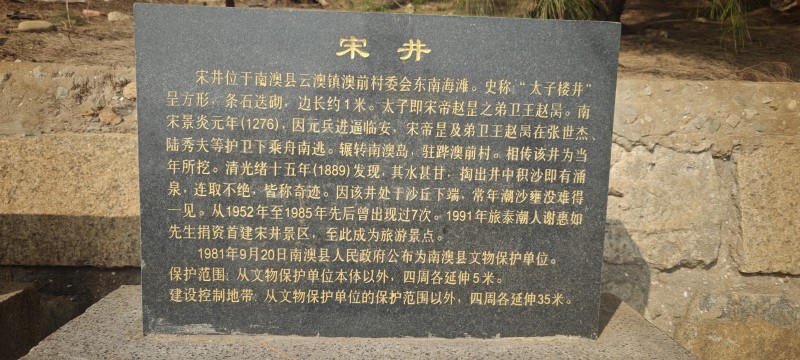 宋井
宋井位于南澳县云澳镇澳前村委会东南海滩。史称“太子楼井”
呈方形，条石迭砌，边长约1米。太子即宋帝赵昰之弟卫王赵昺。南
宋景炎元年(1276)，因元兵进逼临安，宋帝昰及弟卫王赵昺在张世杰、
陆秀夫等护卫下乘舟南逃。辗转南澳岛，驻跸澳前村。相传该井为当
年所挖。清光绪十五年(1889)发现，其水甚甘，掏出井中积沙即有涌
泉，连取不绝，皆称奇迹。因该井处于沙丘下端，常年潮沙壅没难得
一见。从1952年至1985年先后曾出现过7次。1991年旅泰潮人谢惠如
先生捐资首建宋井景区，至此成为旅游景点。
1981年9月20日南澳县人民政府公布为南澳县文物保护单位。
保护范围：从文物保护单位本体以外，四周各延伸5米。
建设控制地带：从文物保护单位的保护范围以外，四周各延伸35米。